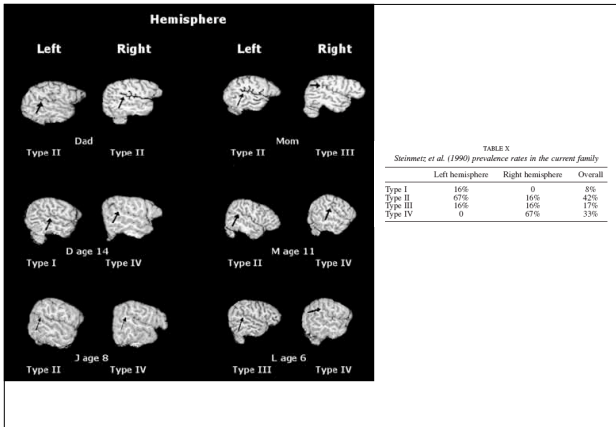 Hemisphere
Left Right Left Right
Dad Mom
Type II Type II Type II Type III
D age 14 M age 11
Type I Type IV Type II Type IV
J age 8 L age 6
Type II Type IV Type III Type IV
TABLE X
Steinmetz et al. (1990) prevalence rates in the current family
Left hemisphere Right hemisphere Overall
Type I 16% 0 8%
Type II 67% 16% 42%
Type III 16% 16% 17%
Type IV 0 67% 33%